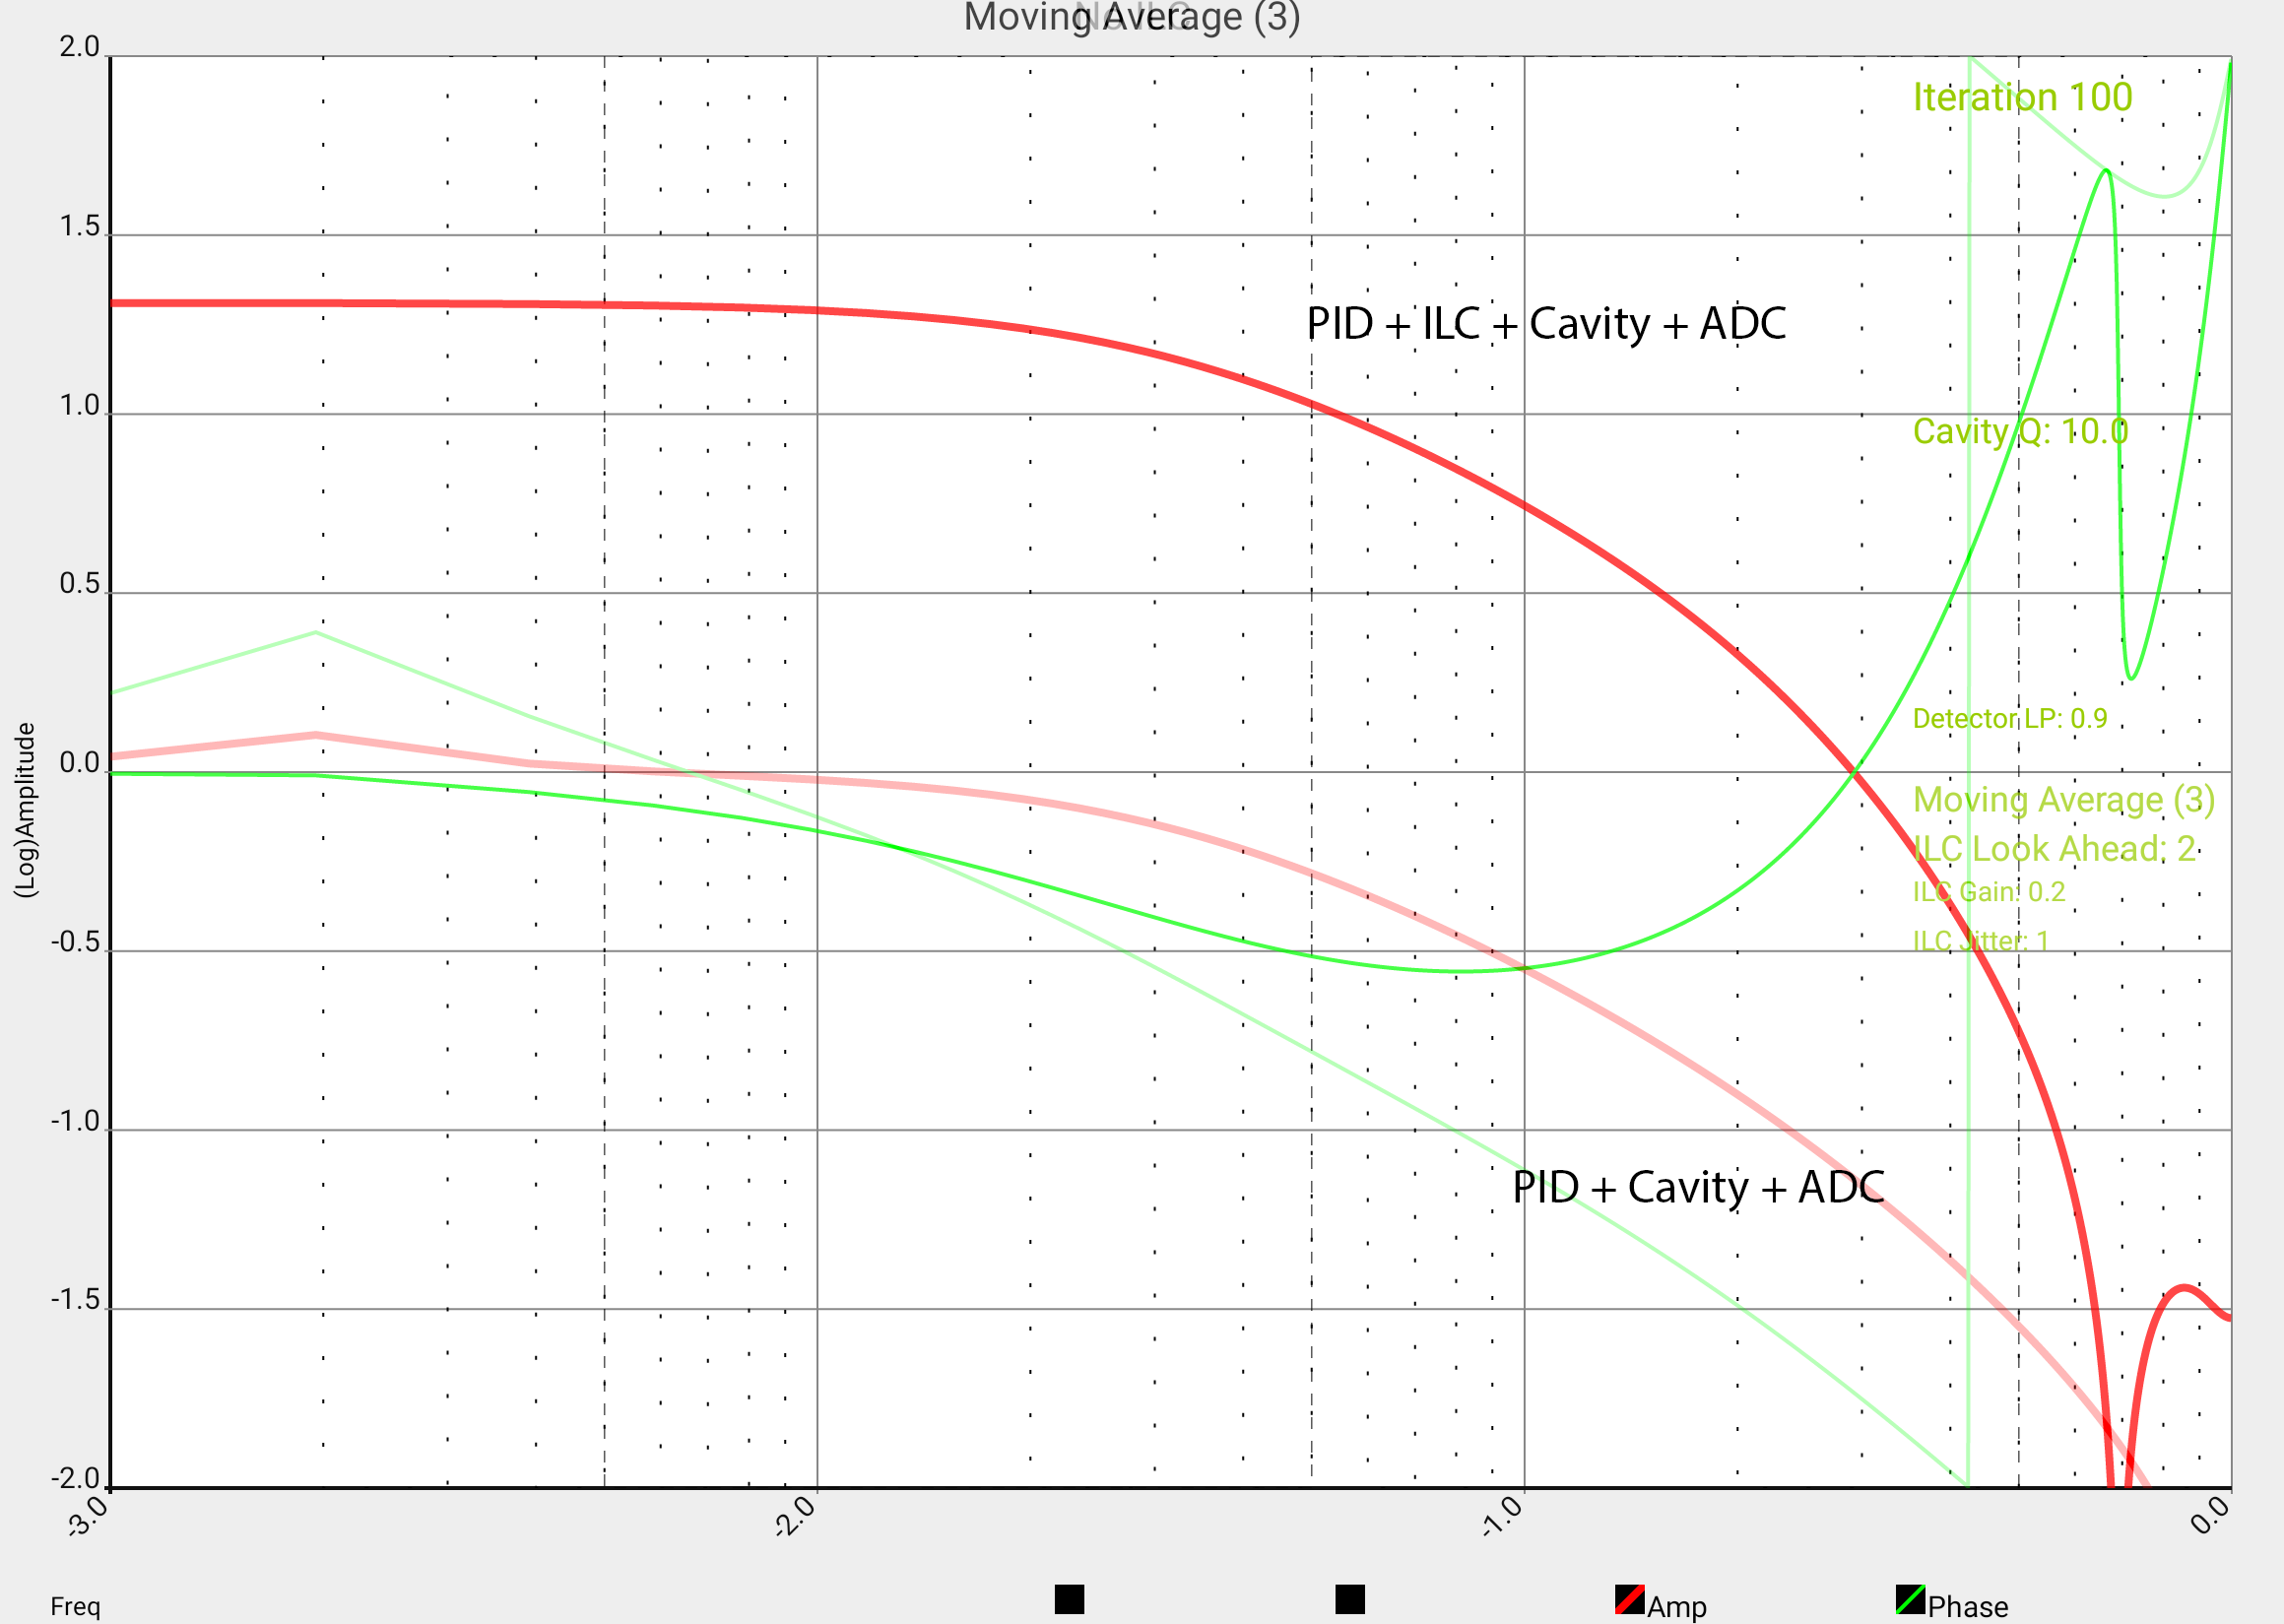 Moving Average (3)
No ILC
2.0
Iteration 100
1.5
PID + ILC + Cavity + ADC
1.0
Cavity Q: 10.0
0.5
Detector LP: 0.9
0.0
Moving Average (3)
ILC Look Ahead: 2
(Log)Amplitude
ILC Gain: 0.2
-0.5
ILC Jitter: 1
-1.0
PID + Cavity + ADC
-1.5
-2.0
-3.0
-2.0
-1.0
0.0
Freq
Amp
Phase